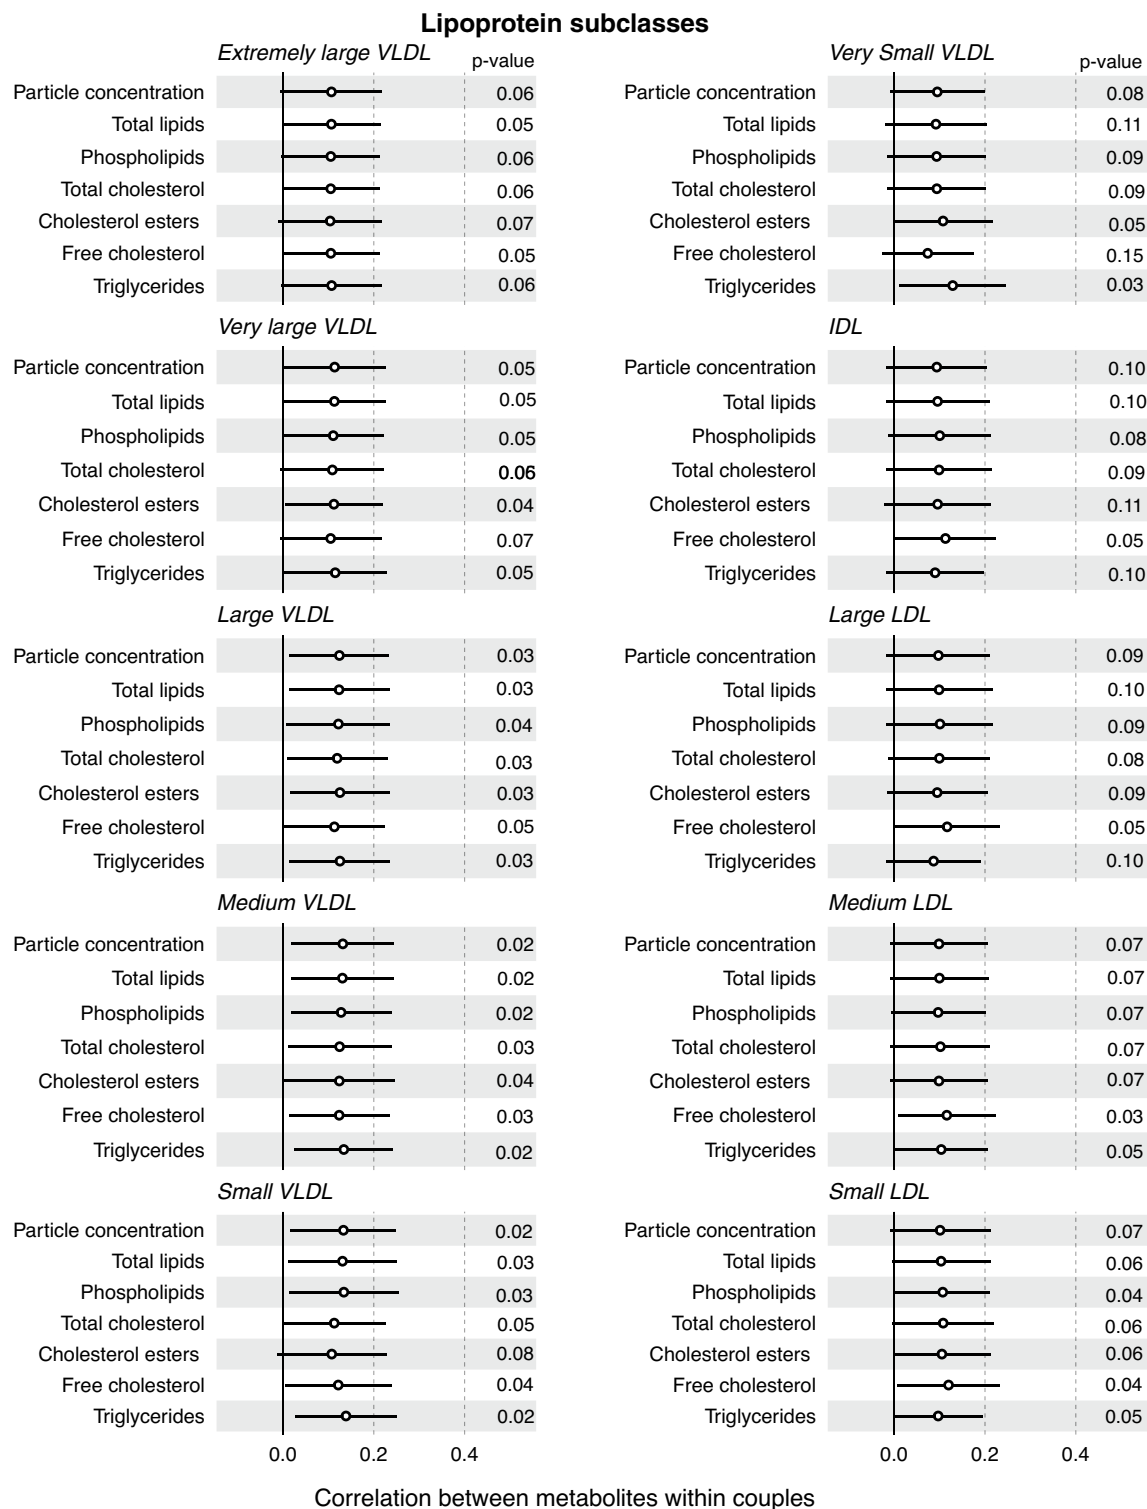 Lipoprotein subclasses
Extremely large VLDL p-value
Particle concentration 0.06
Total lipids 0.05
Phospholipids 0.06
Total cholesterol 0.06
Cholesterol esters 0.07
Free cholesterol 0.05
Triglycerides 0.06
Very large VLDL
Particle concentration 0.05
Total lipids 0.05
Phospholipids 0.05
Total cholesterol 0.06
Cholesterol esters 0.04
Free cholesterol 0.07
Triglycerides 0.05
Large VLDL
Particle concentration 0.03
Total lipids 0.03
Phospholipids 0.04
Total cholesterol 0.03
Cholesterol esters 0.03
Free cholesterol 0.05
Triglycerides 0.03
Medium VLDL
Particle concentration 0.02
Total lipids 0.02
Phospholipids 0.02
Total cholesterol 0.03
Cholesterol esters 0.04
Free cholesterol 0.03
Triglycerides 0.02
Small VLDL
Particle concentration 0.02
Total lipids 0.03
Phospholipids 0.03
Total cholesterol 0.05
Cholesterol esters 0.08
Free cholesterol 0.04
Triglycerides 0.02
0.0 0.2 0.4
Very Small VLDL p-value
Particle concentration 0.08
Total lipids 0.11
Phospholipids 0.09
Total cholesterol 0.09
Cholesterol esters 0.05
Free cholesterol 0.15
Triglycerides 0.03
IDL
Particle concentration 0.10
Total lipids 0.10
Phospholipids 0.08
Total cholesterol 0.09
Cholesterol esters 0.11
Free cholesterol 0.05
Triglycerides 0.10
Large LDL
Particle concentration 0.09
Total lipids 0.10
Phospholipids 0.09
Total cholesterol 0.08
Cholesterol esters 0.09
Free cholesterol 0.05
Triglycerides 0.10
Medium LDL
Particle concentration 0.07
Total lipids 0.07
Phospholipids 0.07
Total cholesterol 0.07
Cholesterol esters 0.07
Free cholesterol 0.03
Triglycerides 0.05
Small LDL
Particle concentration 0.07
Total lipids 0.06
Phospholipids 0.04
Total cholesterol 0.06
Cholesterol esters 0.06
Free cholesterol 0.04
Triglycerides 0.05
0.0 0.2 0.4
Correlation between metabolites within couples